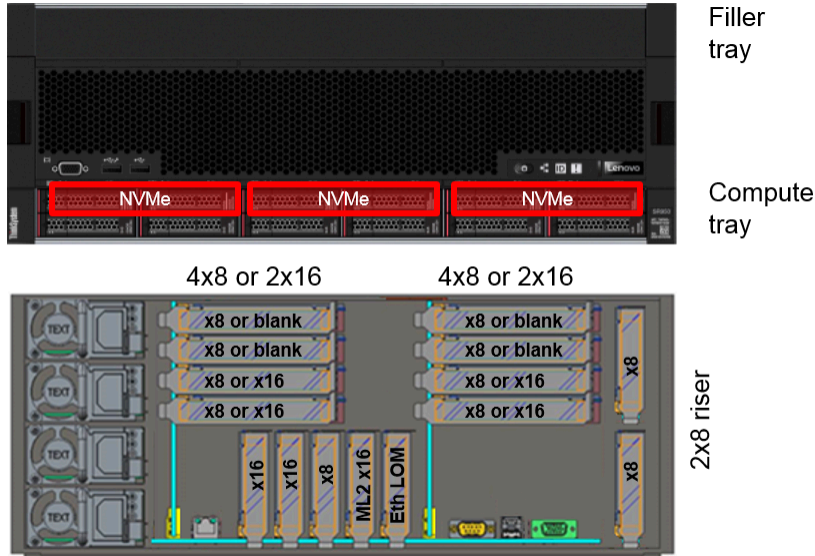 Filler
tray
Lenovo
NVMe
NVMe
NVMe
Compute
tray
ThinkSystem
4x8 or 2x16
4x8 or 2x16
x8 or blank
x8 or blank
x8 or x16
x8 or x16
x8 or blank
x8 or blank
x8 or x16
x8 or x16
x8
x8
2x8 riser
TEXT
TEXT
TEXT
TEXT
x16
x16
x8
ML2 x16
Eth LOM